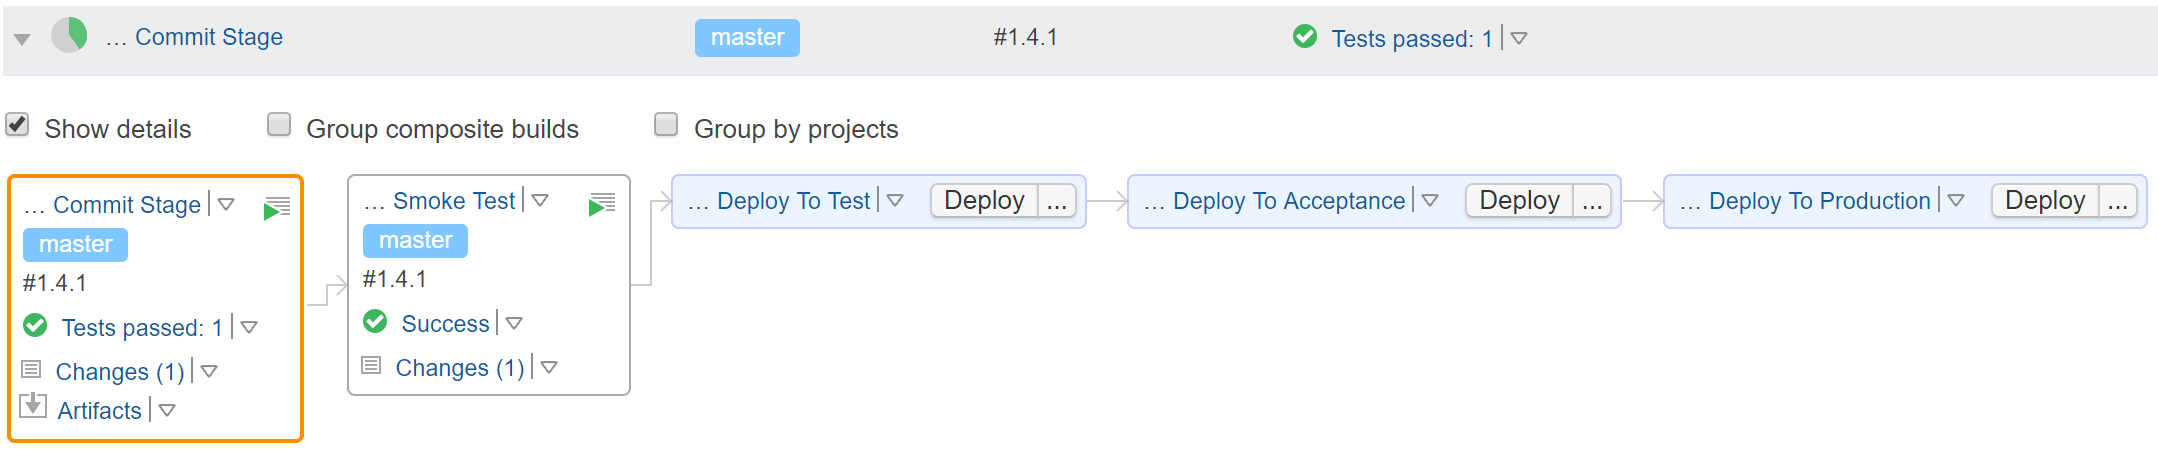 ... Commit Stage master #1.4.1 Tests passed: 1
Show details Group composite builds Group by projects
... Commit Stage
master
#1.4.1
Tests passed: 1
Changes (1)
Artifacts
... Smoke Test
master
#1.4.1
Success
Changes (1)
... Deploy To Test Deploy ...
... Deploy To Acceptance Deploy ...
... Deploy To Production Deploy ...